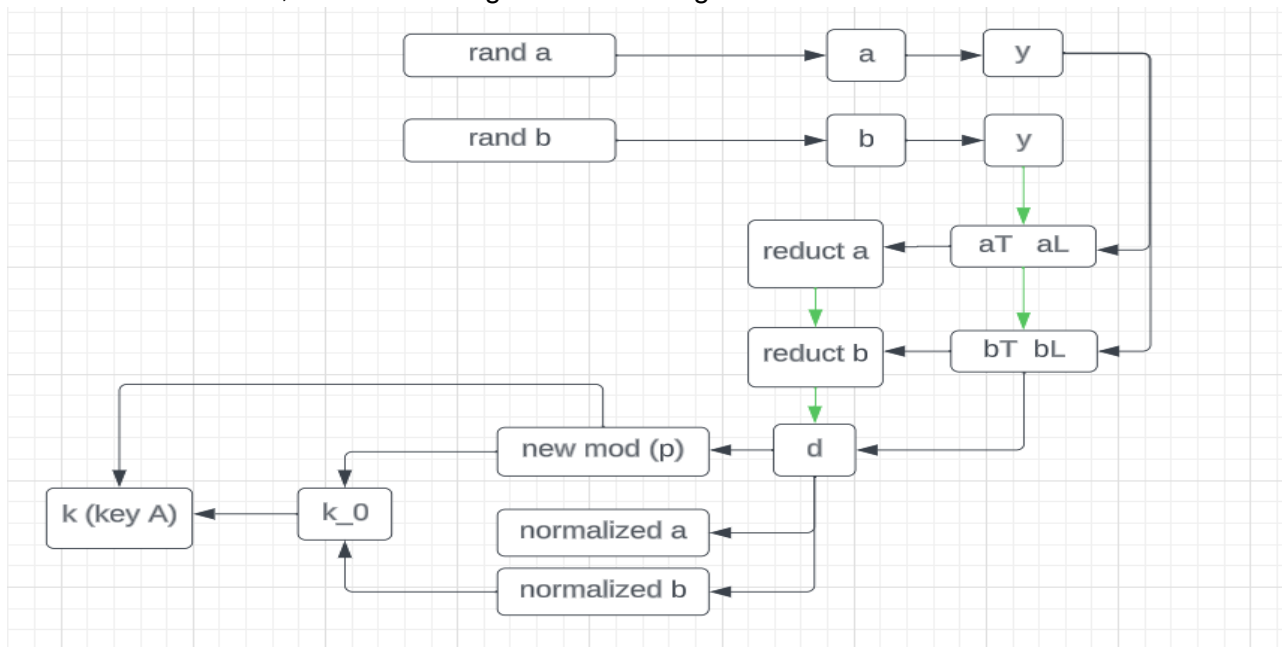 rand a
a
y
rand b
b
y
reduct a
aT aL
reduct b
bT bL
new mod (p)
d
k (key A)
k_0
normalized a
normalized b